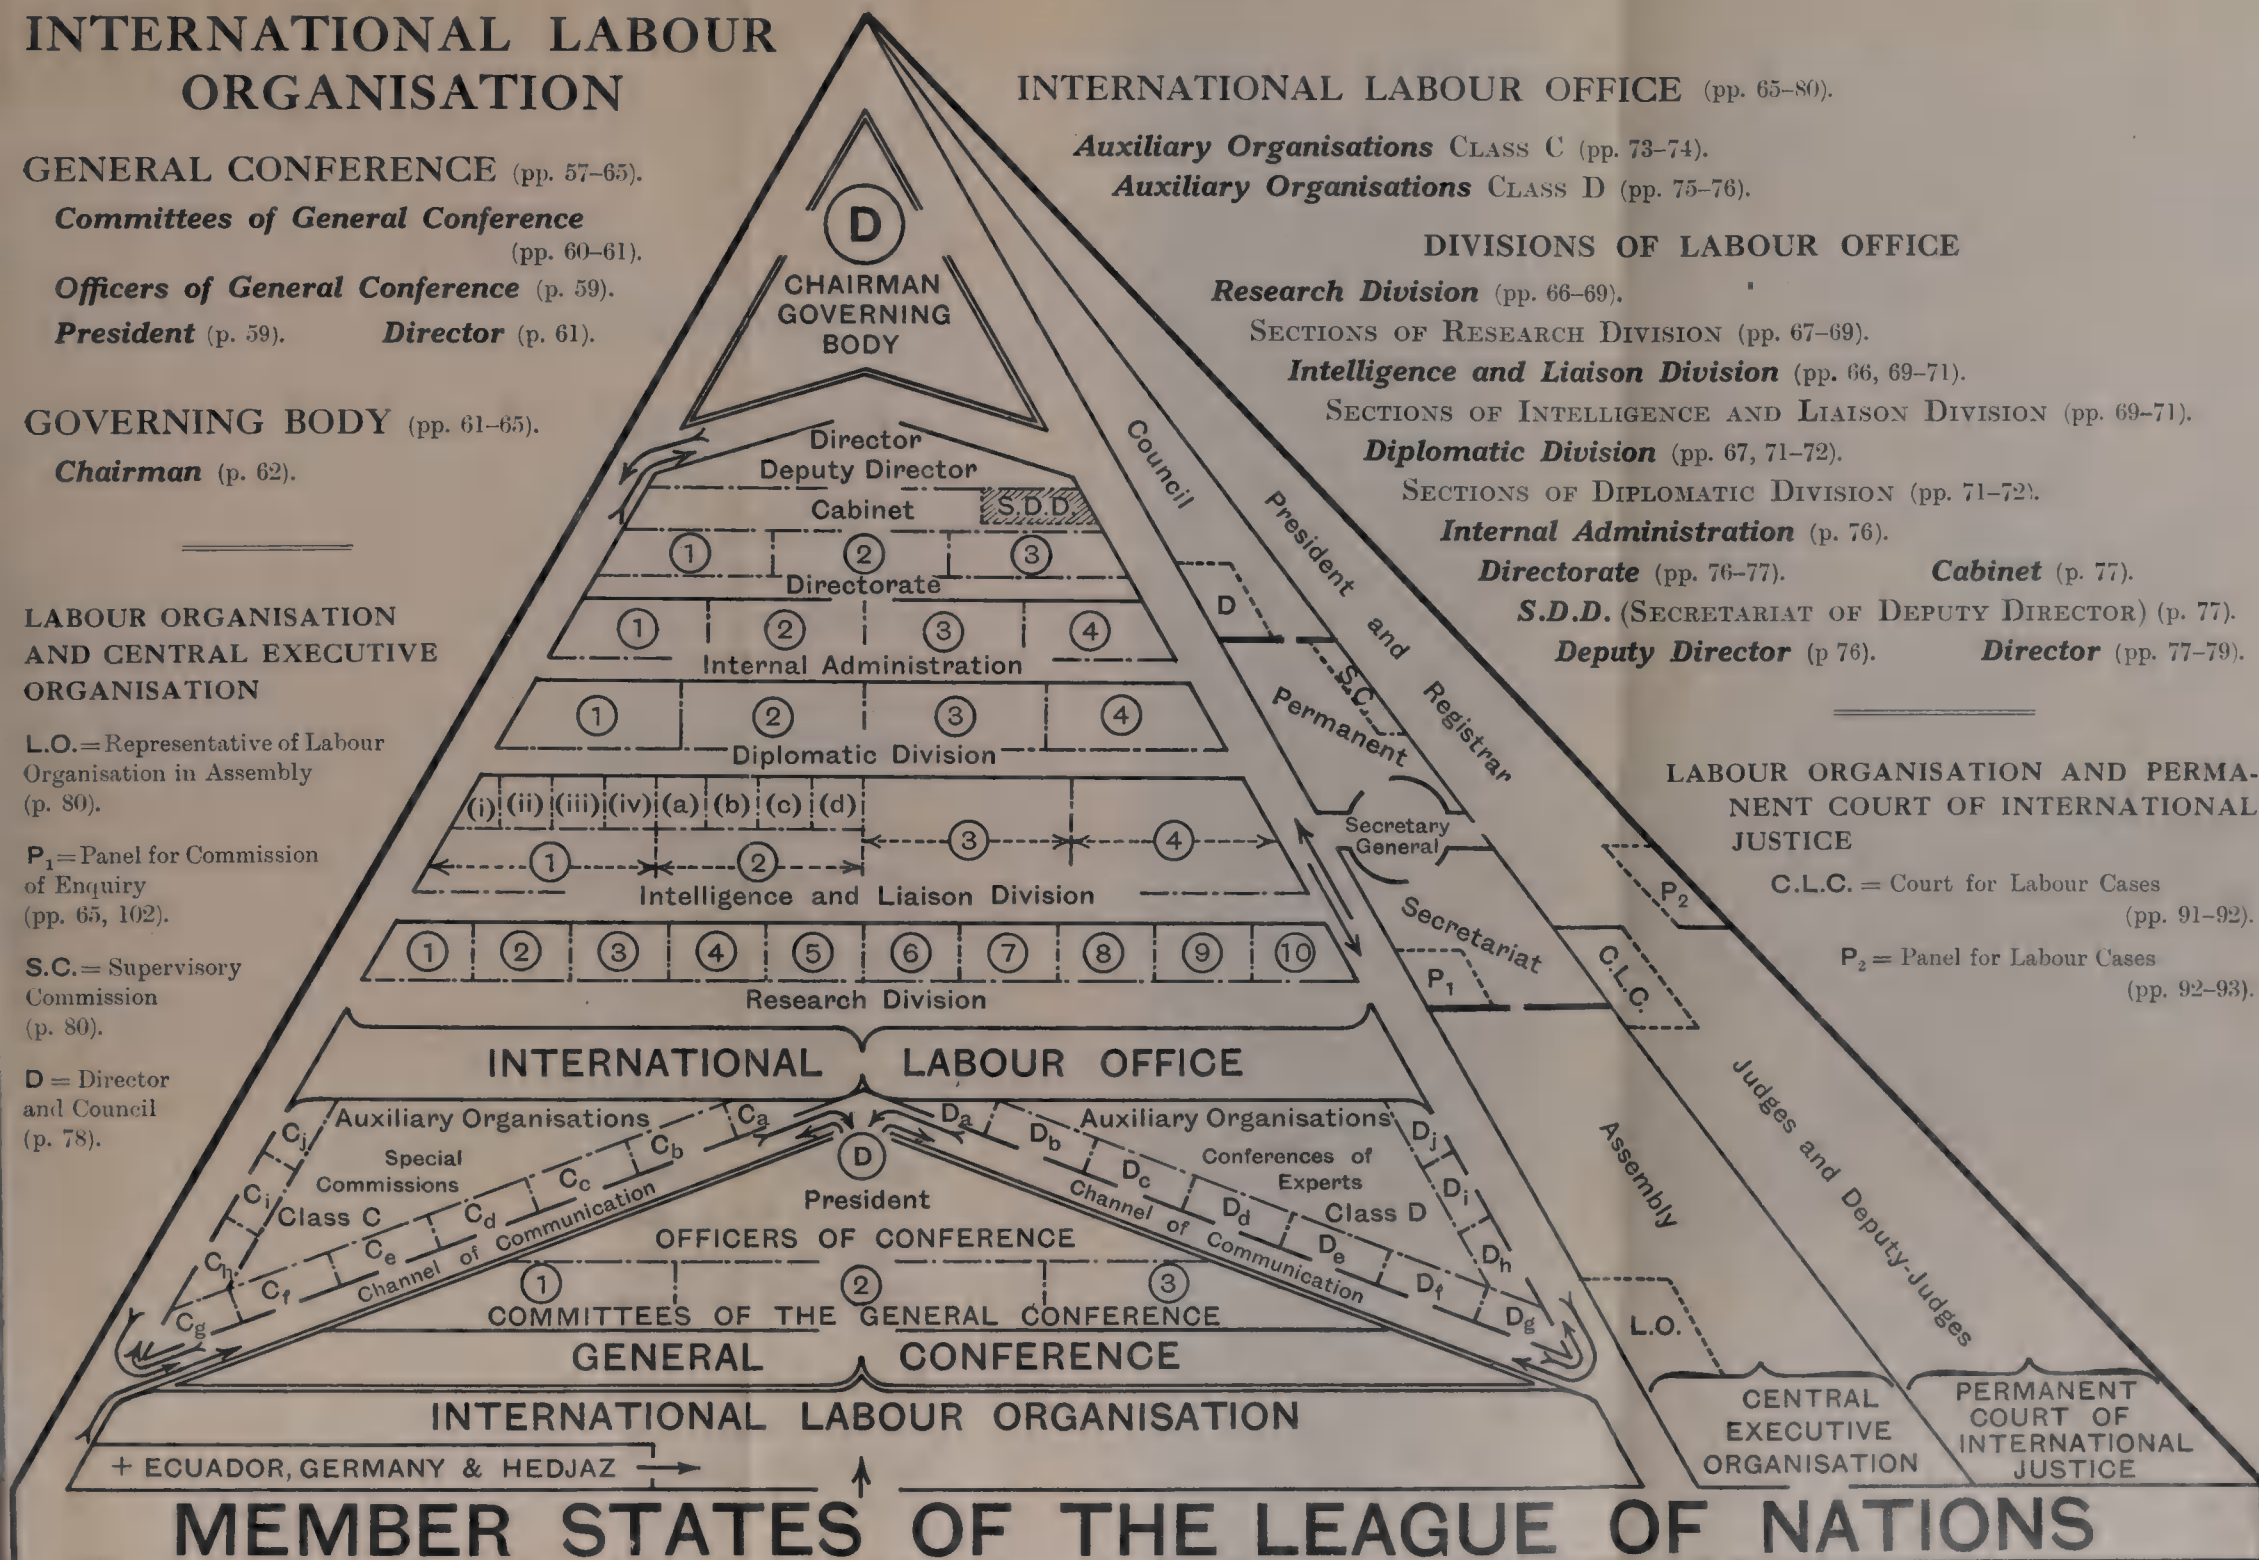 INTERNATIONAL LABOUR
ORGANISATION
GENERAL CONFERENCE (pp. 57–65).
Committees of General Conference
(pp. 60–61).
Officers of General Conference (p. 59).
President (p. 59). Director (p. 61).
GOVERNING BODY (pp. 61–65).
Chairman (p. 62).
LABOUR ORGANISATION
AND CENTRAL EXECUTIVE
ORGANISATION
L.O.=Representative of Labour
Organisation in Assembly
(p. 80).
P1=Panel for Commission
of Enquiry
(pp. 65, 102).
S.C.= Supervisory
Commission
(p. 80).
D = Director
and Council
(p. 78).
INTERNATIONAL LABOUR OFFICE (pp. 65–80).
Auxiliary Organisations CLASS C (pp. 73–74).
Auxiliary Organisations CLASS D (pp. 75–76).
DIVISIONS OF LABOUR OFFICE
Research Division (pp. 66–69).
SECTIONS OF RESEARCH DIVISION (pp. 67–69).
Intelligence and Liaison Division (pp. 66, 69–71).
SECTIONS OF INTELLIGENCE AND LIAISON DIVISION (pp. 69–71).
Diplomatic Division (pp. 67, 71–72).
SECTIONS OF DIPLOMATIC DIVISION (pp. 71–72).
Internal Administration (p. 76).
Directorate (pp. 76–77). Cabinet (p. 77).
S.D.D. (SECRETARIAT OF DEPUTY DIRECTOR) (p. 77).
Deputy Director (p 76). Director (pp. 77–79).
LABOUR ORGANISATION AND PERMA-
NENT COURT OF INTERNATIONAL
JUSTICE
C.L.C. = Court for Labour Cases
(pp. 91–92).
P2 = Panel for Labour Cases
(pp. 92–93).
D
CHAIRMAN
GOVERNING
BODY
Director
Deputy Director
Cabinet S.D.D.
1 2 3
Directorate
1 2 3 4
Internal Administration
1 2 3 4
Diplomatic Division
(i) (ii) (iii) (iv) (a) (b) (c) (d)
1 2 3 4
Intelligence and Liaison Division
1 2 3 4 5 6 7 8 9 10
Research Division
INTERNATIONAL LABOUR OFFICE
Auxiliary Organisations
Special
Commissions
Class C
Ca
Cb
Cc
Cd
Ce
Cf
Cg
Ch
Ci
Cj
Channel of Communication
Auxiliary Organisations
Conferences of
Experts
Class D
Da
Db
Dc
Dd
De
Df
Dg
Dh
Di
Dj
Channel of Communication
D
President
OFFICERS OF CONFERENCE
1 2 3
COMMITTEES OF THE GENERAL CONFERENCE
GENERAL CONFERENCE
INTERNATIONAL LABOUR ORGANISATION
+ ECUADOR, GERMANY & HEDJAZ
Council
D
Permanent
S.C.
Secretary
General
Secretariat
P1
Assembly
L.O.
CENTRAL
EXECUTIVE
ORGANISATION
President and Registrar
P2
C.L.C.
Judges and Deputy-Judges
PERMANENT
COURT OF
INTERNATIONAL
JUSTICE
MEMBER STATES OF THE LEAGUE OF NATIONS